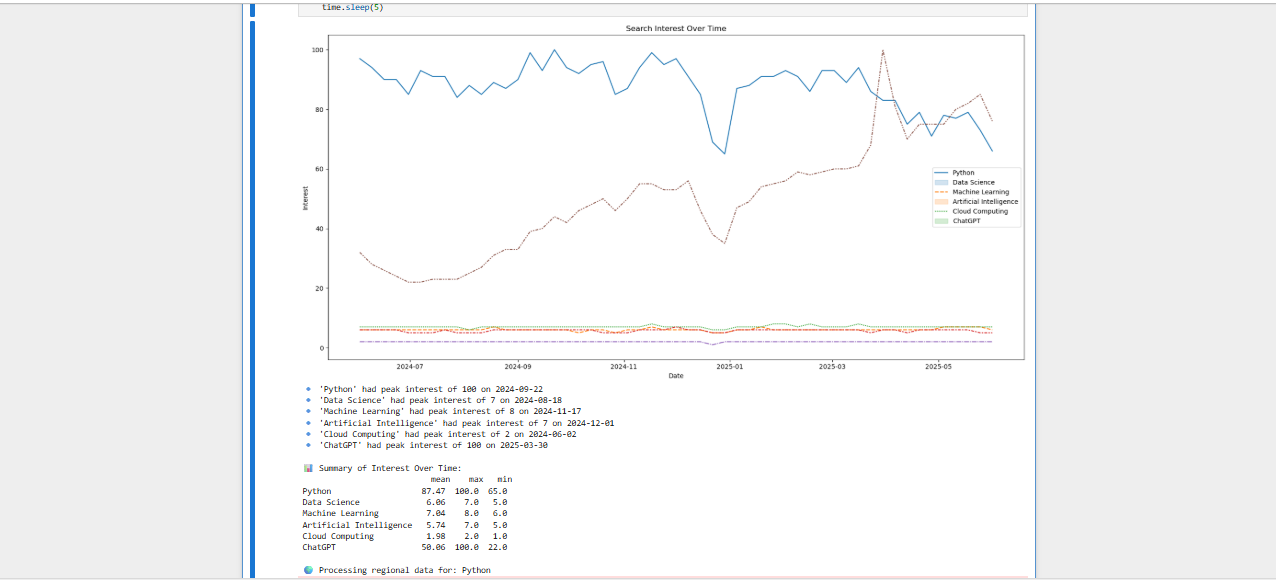 time.sleep(5)
Search Interest Over Time
100
80
60
40
20
0
Interest
Python
Data Science
Machine Learning
Artificial Intelligence
Cloud Computing
ChatGPT
2024-07 2024-09 2024-11 2025-01 2025-03 2025-05
Date
'Python' had peak interest of 100 on 2024-09-22
'Data Science' had peak interest of 7 on 2024-08-18
'Machine Learning' had peak interest of 8 on 2024-11-17
'Artificial Intelligence' had peak interest of 7 on 2024-12-01
'Cloud Computing' had peak interest of 2 on 2024-06-02
'ChatGPT' had peak interest of 100 on 2025-03-30
Summary of Interest Over Time:
mean max min
Python 87.47 100.0 65.0
Data Science 6.06 7.0 5.0
Machine Learning 7.04 8.0 6.0
Artificial Intelligence 5.74 7.0 5.0
Cloud Computing 1.98 2.0 1.0
ChatGPT 50.06 100.0 22.0
Processing regional data for: Python